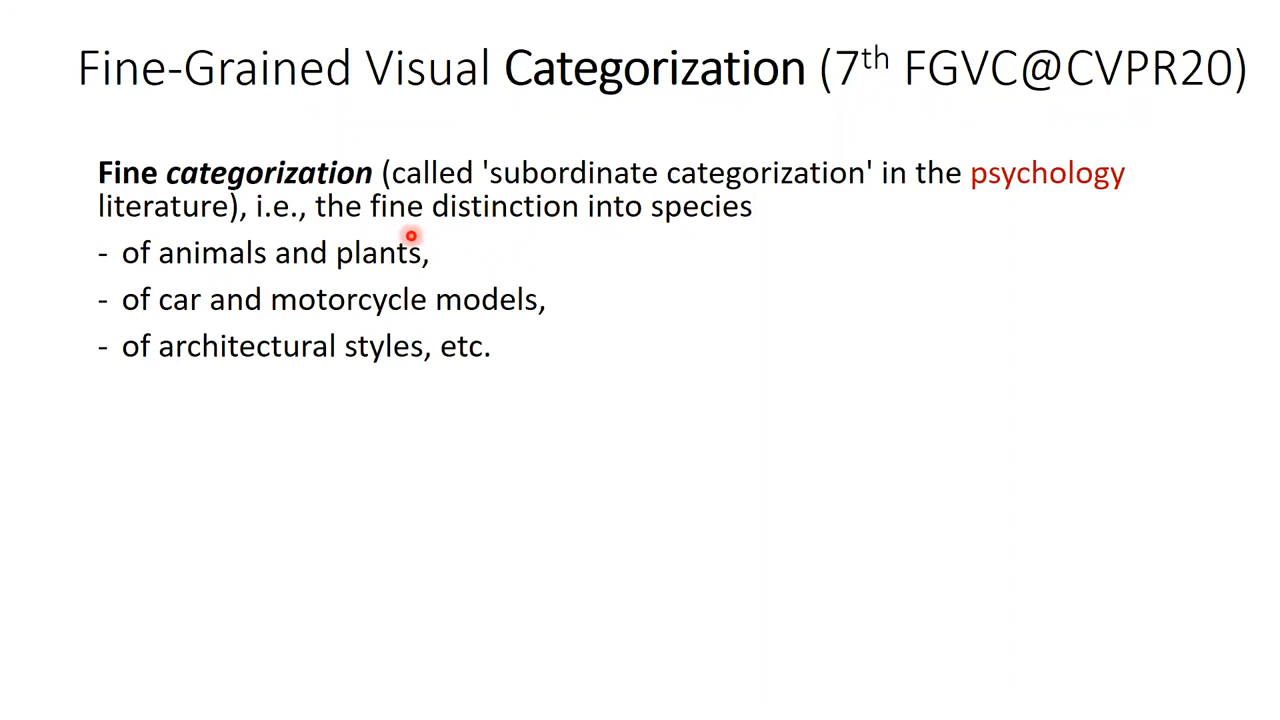 Fine-Grained Visual Categorization (7th FGVC@CVPR20)
Fine categorization (called 'subordinate categorization' in the psychology
literature), i.e., the fine distinction into species
- of animals and plants,
- of car and motorcycle models,
- of architectural styles, etc.